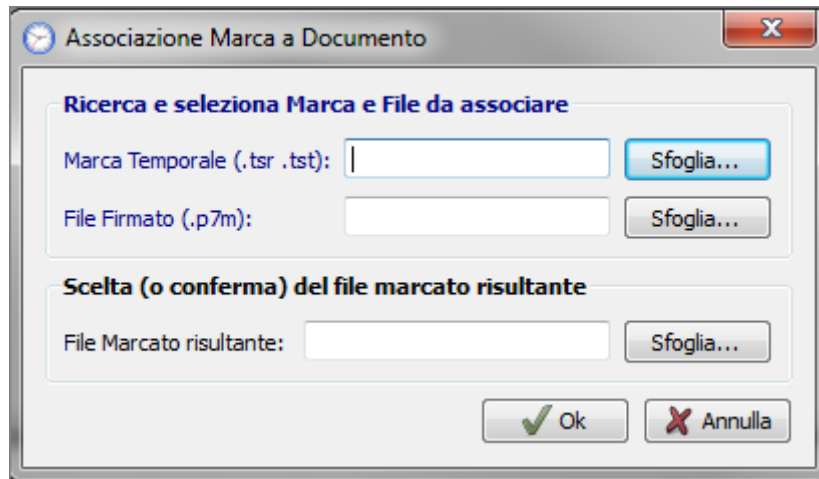 Associazione Marca a Documento
Ricerca e seleziona Marca e File da associare
Marca Temporale (.tsr .tst): Sfoglia...
File Firmato (.p7m): Sfoglia...
Scelta (o conferma) del file marcato risultante
File Marcato risultante: Sfoglia...
Ok Annulla